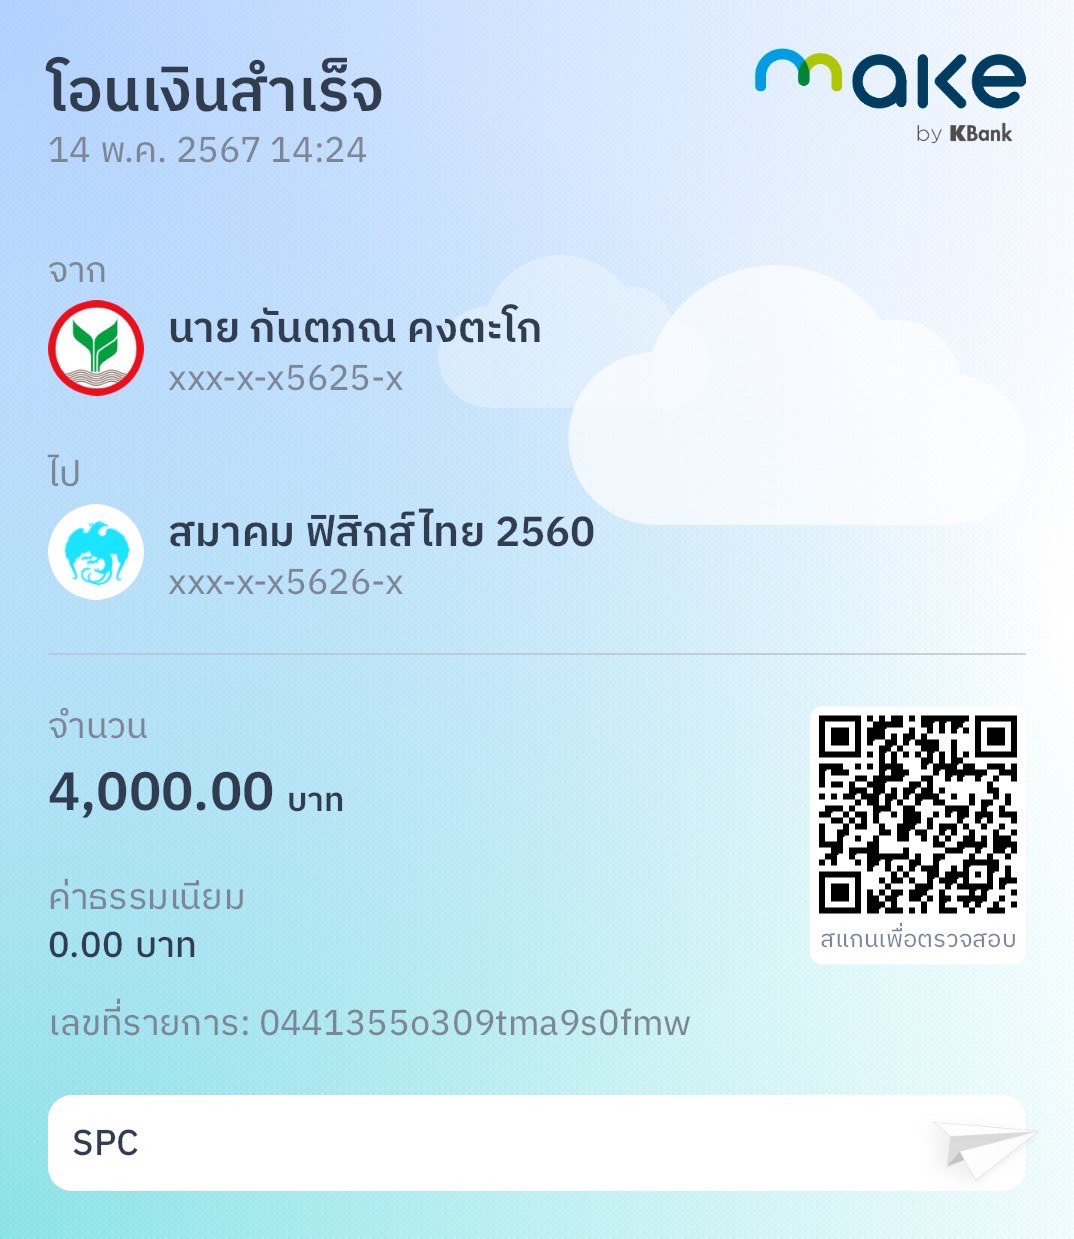 โอนเงินสำเร็จ
make
14 พ.ค. 2567 14:24
by KBank
จาก
นาย กันตภณ คงตะโก
xxx-x-x5625-x
ไป
สมาคม ฟิสิกส์ไทย 2560
xxx-x-x5626-x
จำนวน
4,000.00 บาท
ค่าธรรมเนียม
0.00 บาท
สแกนเพื่อตรวจสอบ
เลขที่รายการ: 0441355o309tma9s0fmw
SPC